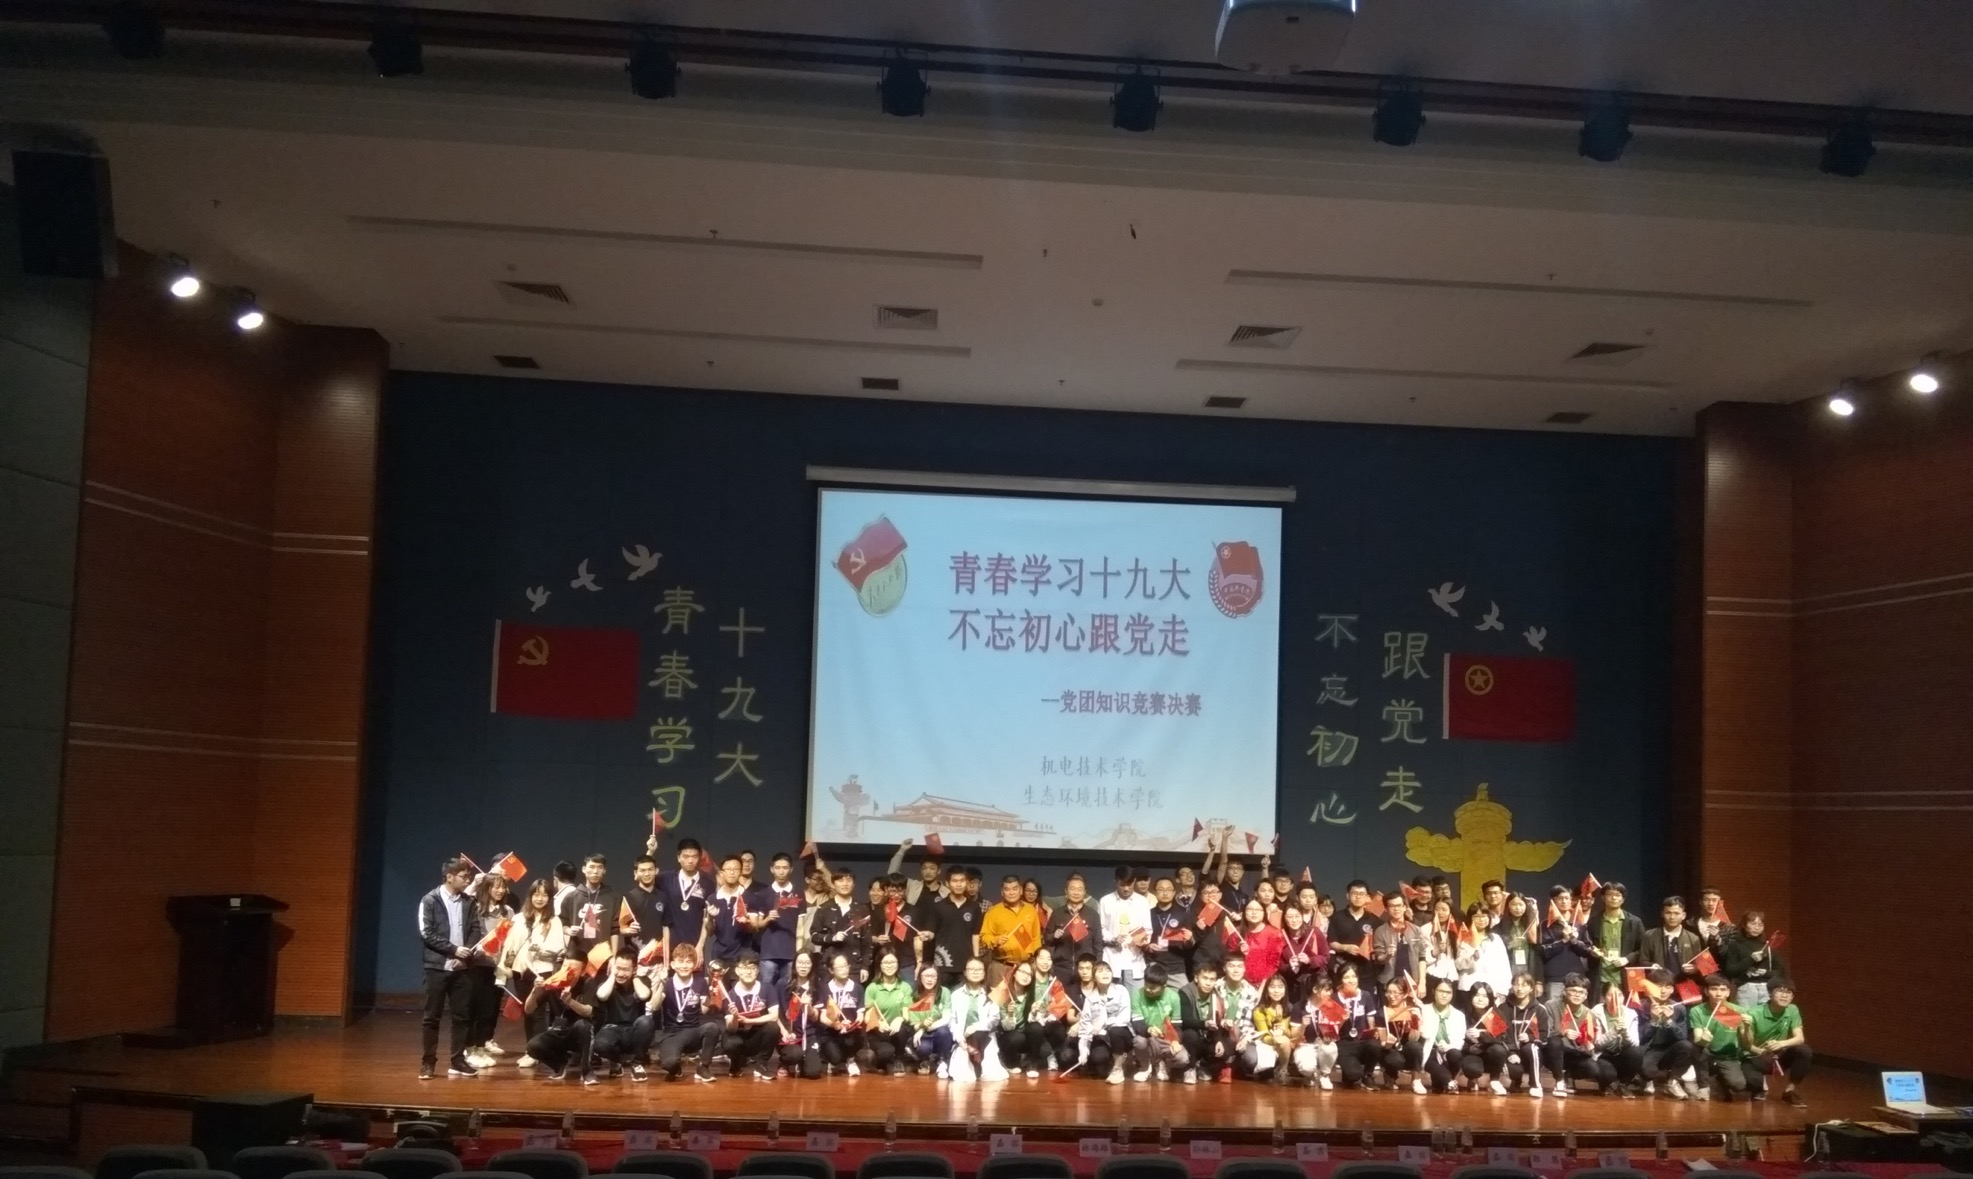 青春学习
十九大
青春学习十九大
不忘初心跟党走
—党团知识竞赛决赛
机电技术学院
生态环境技术学院
不忘初心
跟党走